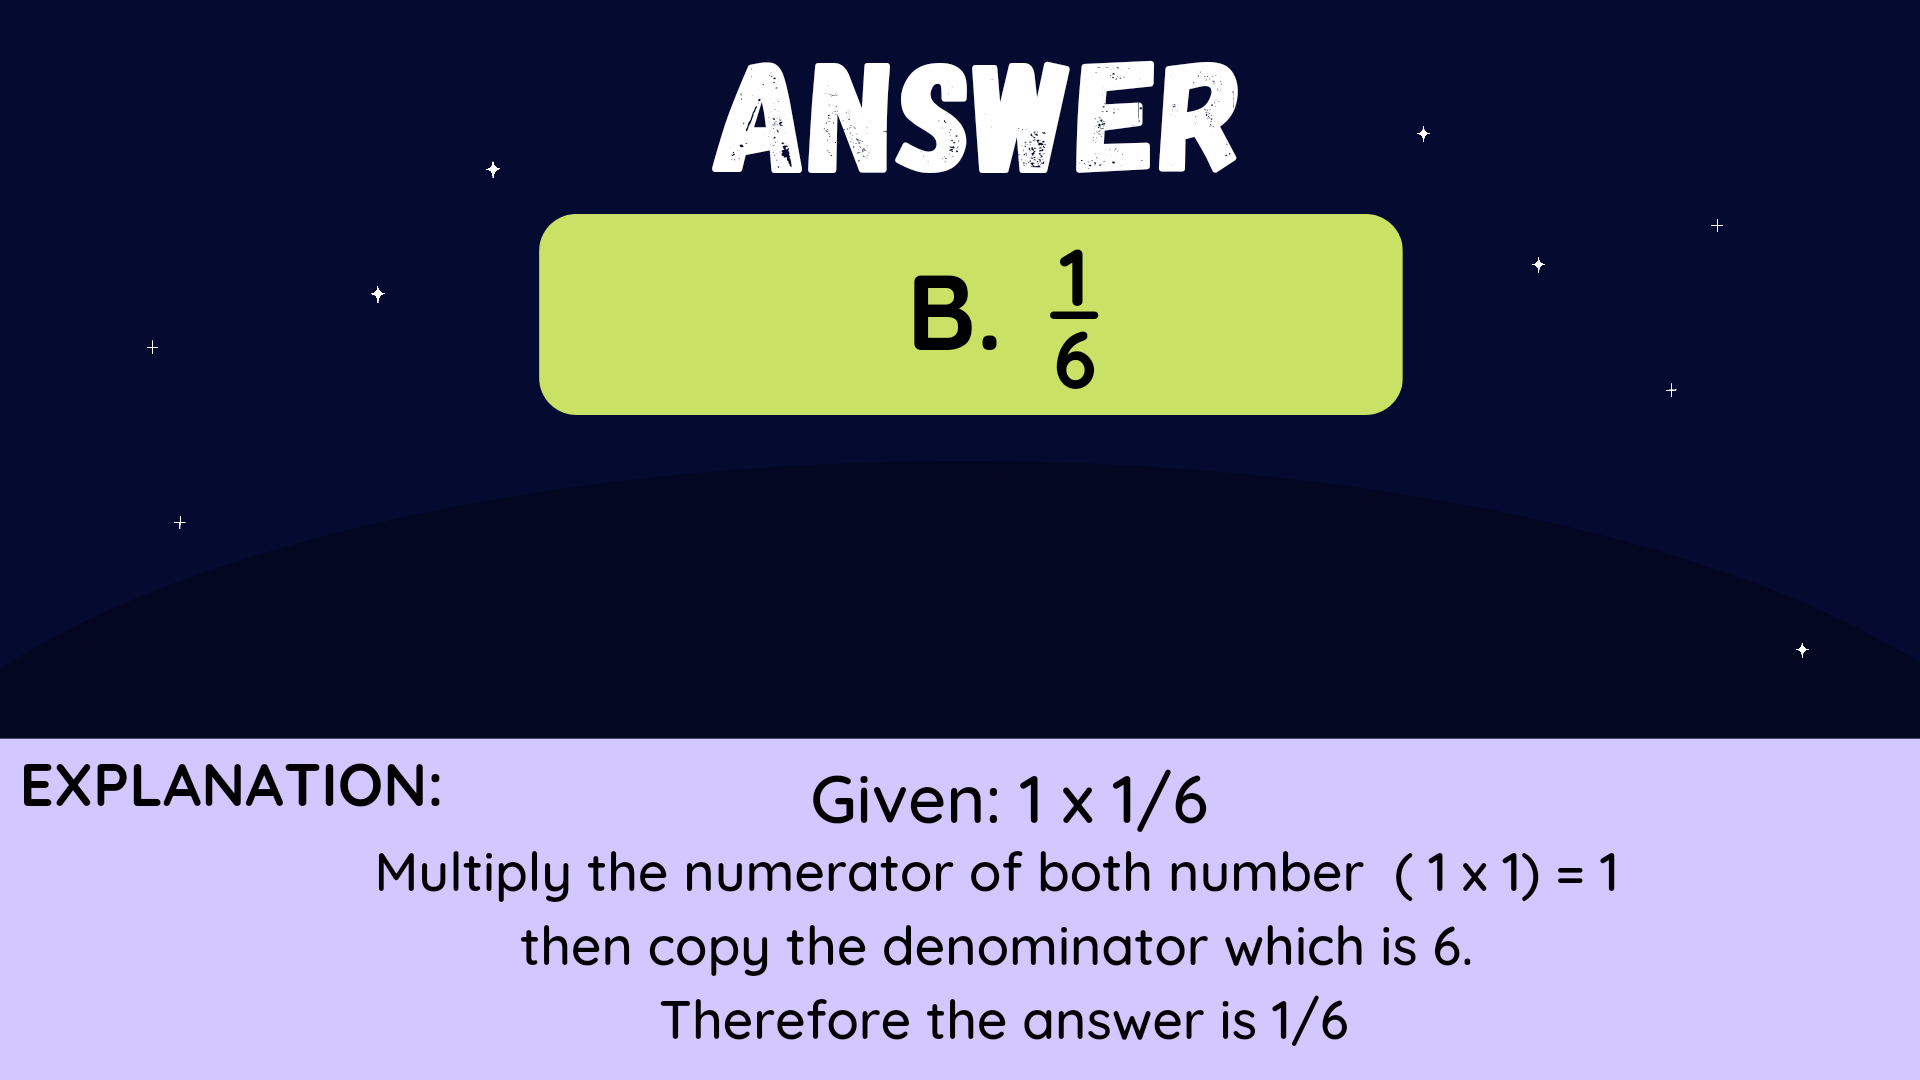 ANSWER
B. 1/6
EXPLANATION:
Given: 1 x 1/6
Multiply the numerator of both number ( 1 x 1) = 1
then copy the denominator which is 6.
Therefore the answer is 1/6